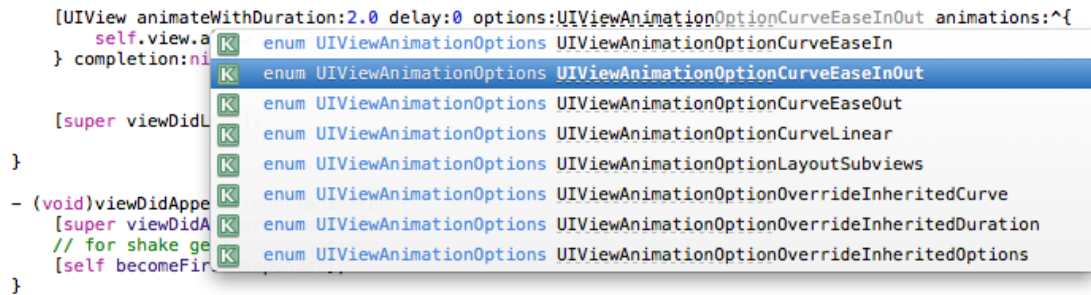 [UIView animateWithDuration:2.0 delay:0 options:UIViewAnimationOptionCurveEaseInOut animations:^{
self.view.a
K enum UIViewAnimationOptions UIViewAnimationOptionCurveEaseIn
} completion:ni
K enum UIViewAnimationOptions UIViewAnimationOptionCurveEaseInOut
K enum UIViewAnimationOptions UIViewAnimationOptionCurveEaseOut
[super viewDidL
K enum UIViewAnimationOptions UIViewAnimationOptionCurveLinear
}
K enum UIViewAnimationOptions UIViewAnimationOptionLayoutSubviews
- (void)viewDidAppe
K enum UIViewAnimationOptions UIViewAnimationOptionOverrideInheritedCurve
[super viewDidA
K enum UIViewAnimationOptions UIViewAnimationOptionOverrideInheritedDuration
// for shake ge
K enum UIViewAnimationOptions UIViewAnimationOptionOverrideInheritedOptions
[self becomeFir
}